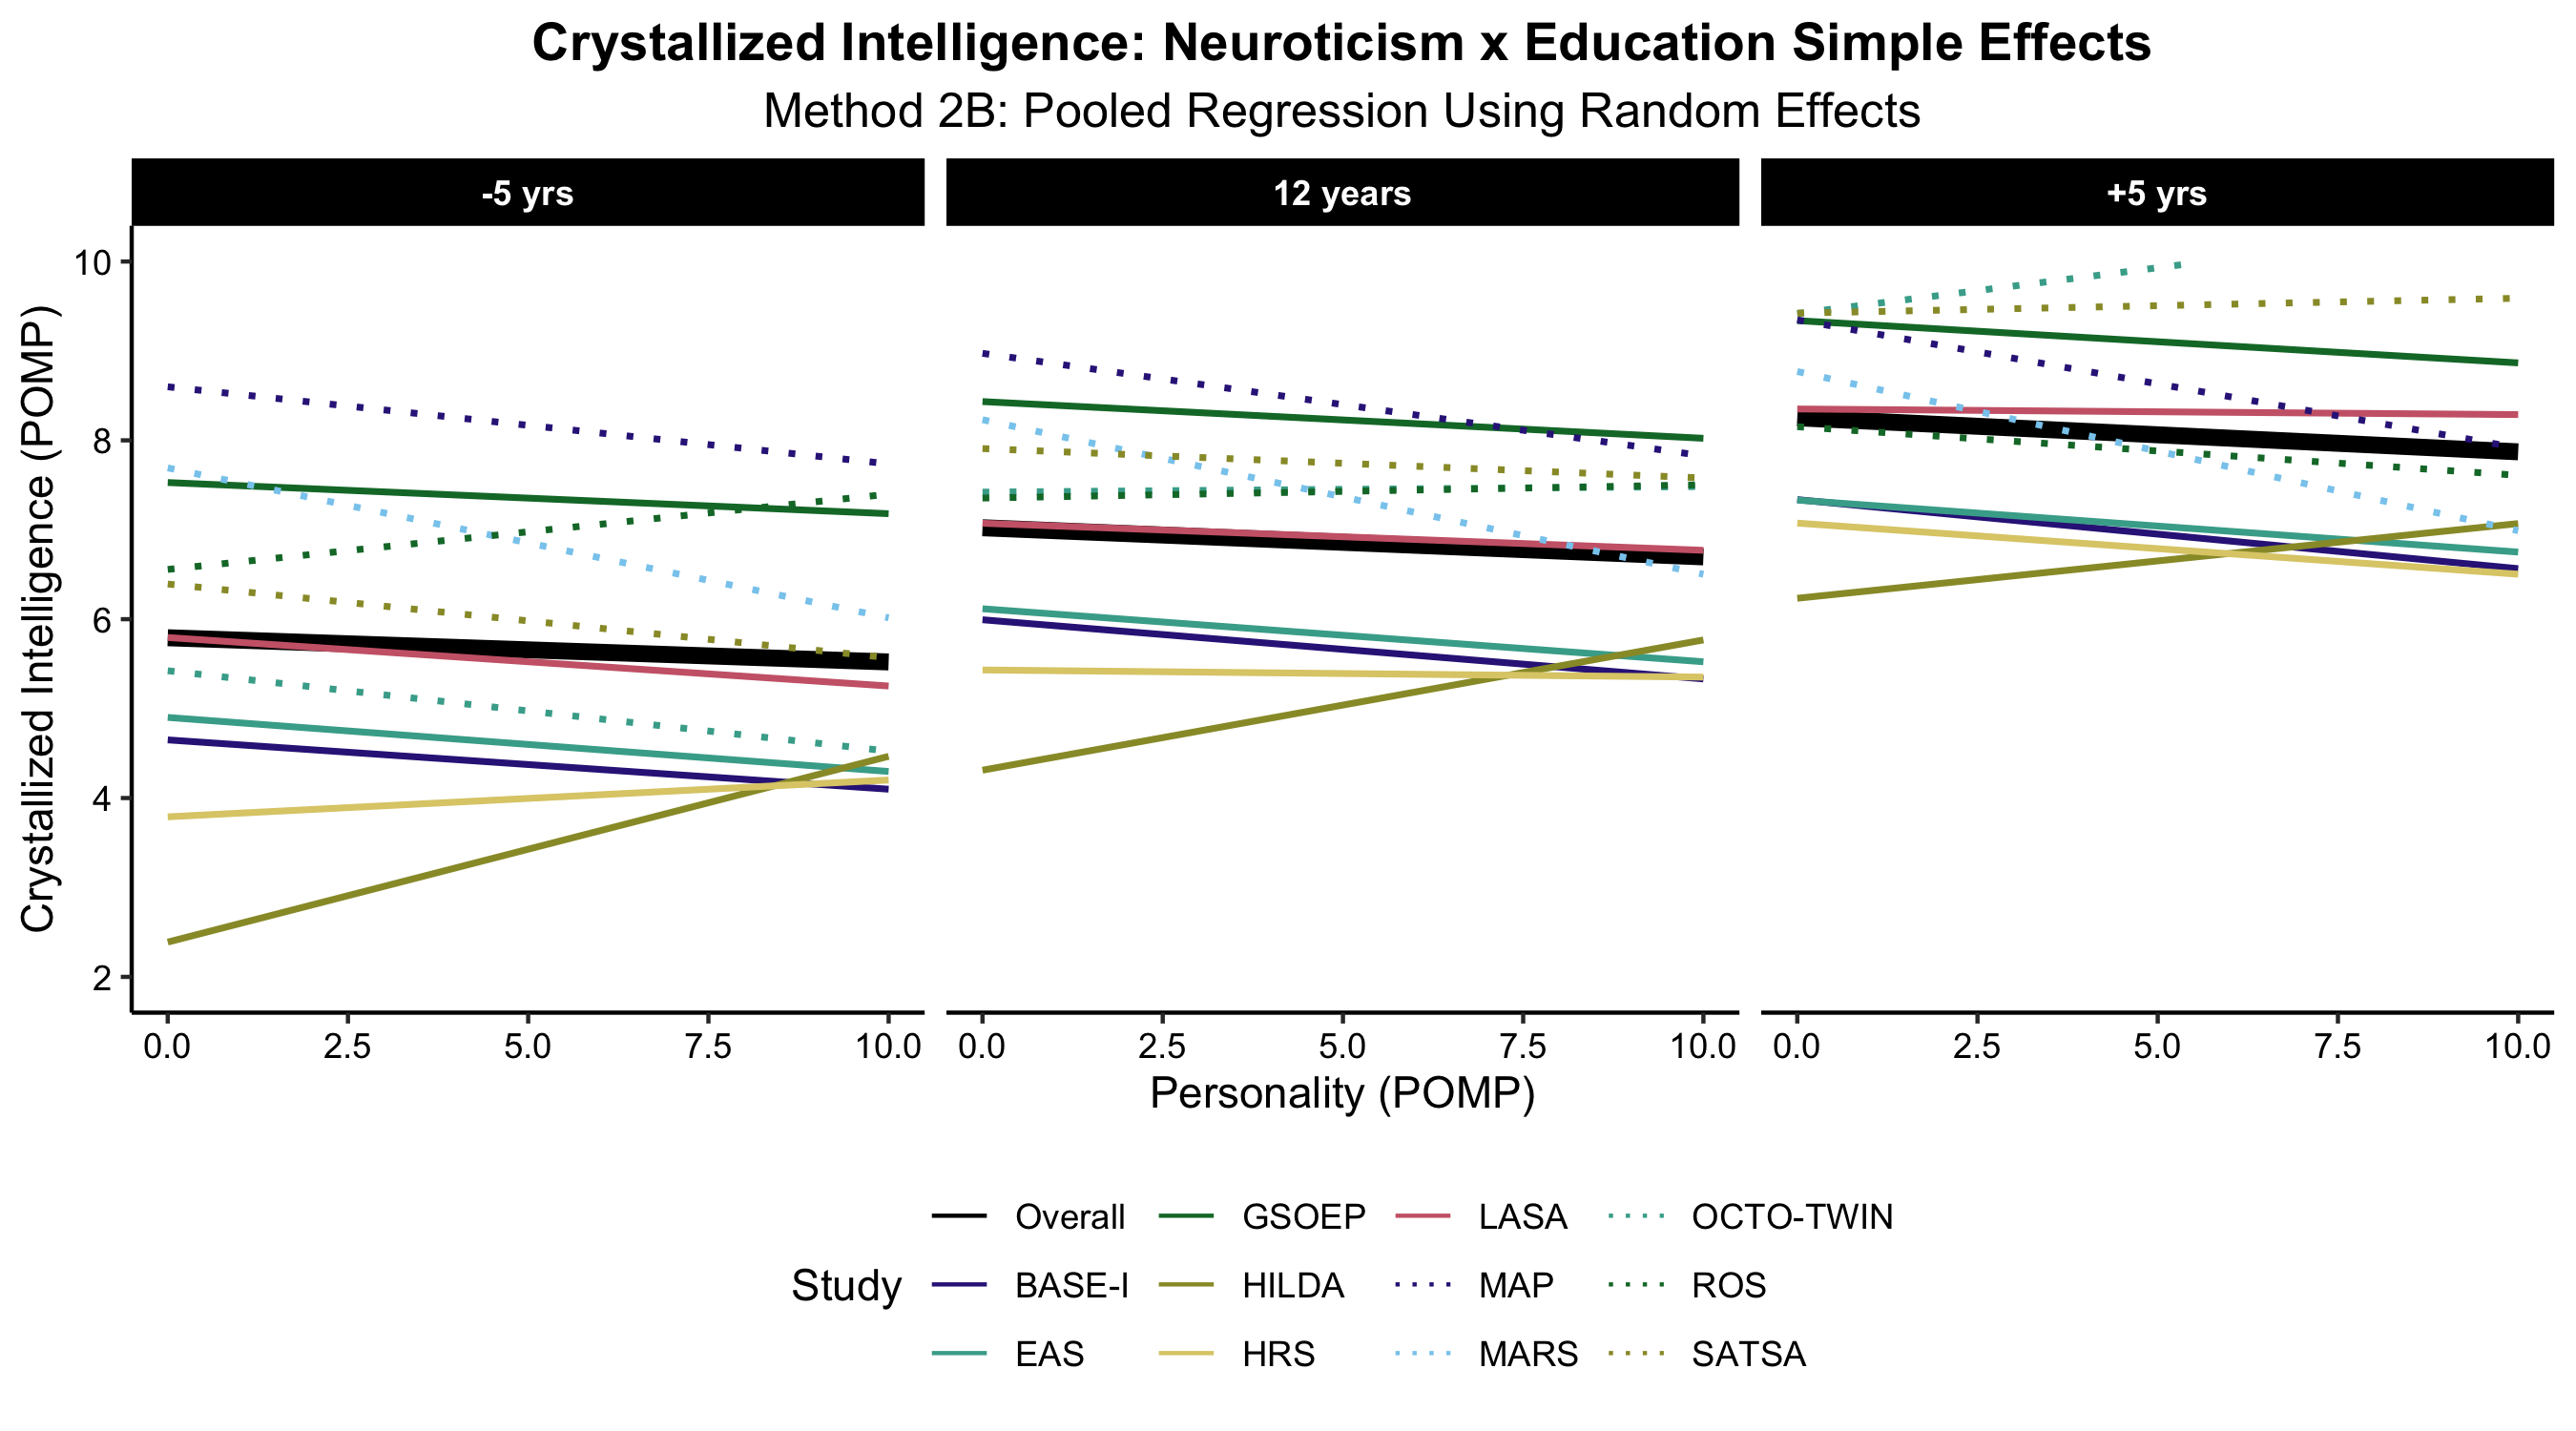 Crystallized Intelligence: Neuroticism x Education Simple Effects
Method 2B: Pooled Regression Using Random Effects
-5 yrs 12 years +5 yrs
Crystallized Intelligence (POMP)
10
8
6
4
2
0.0 2.5 5.0 7.5 10.0 0.0 2.5 5.0 7.5 10.0 0.0 2.5 5.0 7.5 10.0
Personality (POMP)
Study
Overall GSOEP LASA OCTO-TWIN
BASE-I HILDA MAP ROS
EAS HRS MARS SATSA